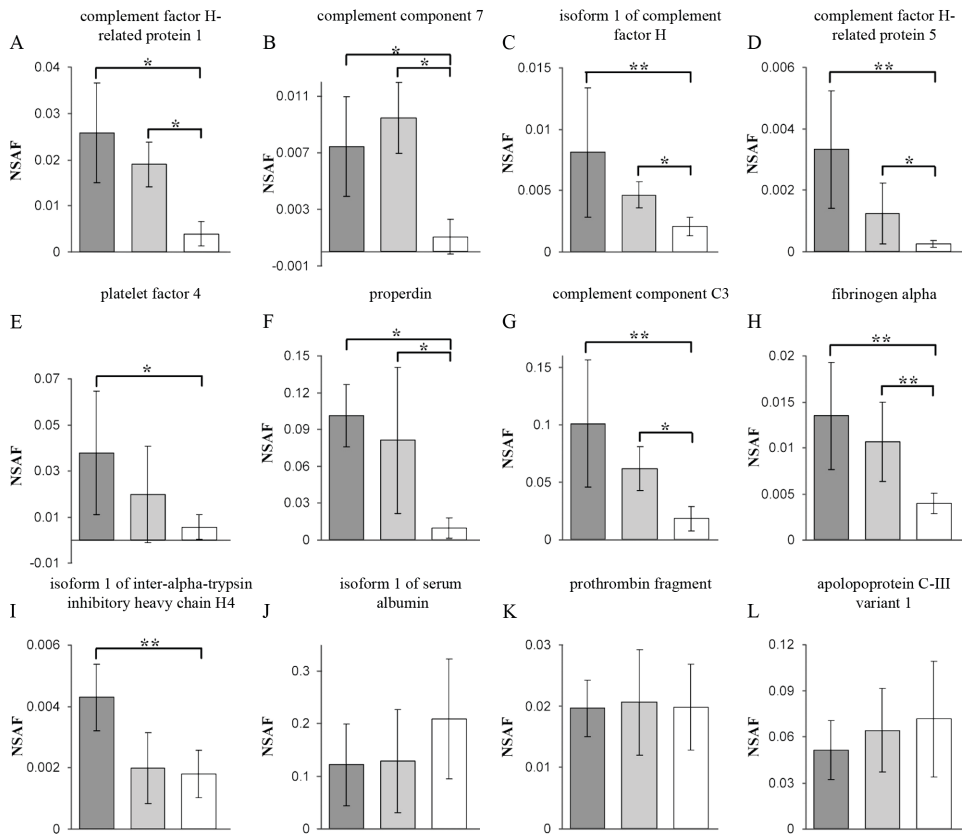 complement factor H-
related protein 1
A
0.04
0.03
0.02
0.01
0
NSAF
*
*
complement component 7
B
0.011
0.007
0.003
-0.001
NSAF
*
*
isoform 1 of complement
factor H
C
0.015
0.01
0.005
0
NSAF
**
*
complement factor H-
related protein 5
D
0.006
0.004
0.002
0
NSAF
**
*
platelet factor 4
E
0.07
0.05
0.03
0.01
-0.01
NSAF
*
properdin
F
0.15
0.12
0.09
0.06
0.03
0
NSAF
*
*
complement component C3
G
0.15
0.1
0.05
0
NSAF
**
*
fibrinogen alpha
H
0.02
0.015
0.01
0.005
0
NSAF
**
**
isoform 1 of inter-alpha-trypsin
inhibitory heavy chain H4
I
0.006
0.004
0.002
0
NSAF
**
isoform 1 of serum
albumin
J
0.3
0.2
0.1
0
NSAF
prothrombin fragment
K
0.03
0.02
0.01
0
NSAF
apolopoprotein C-III
variant 1
L
0.12
0.09
0.06
0.03
0
NSAF